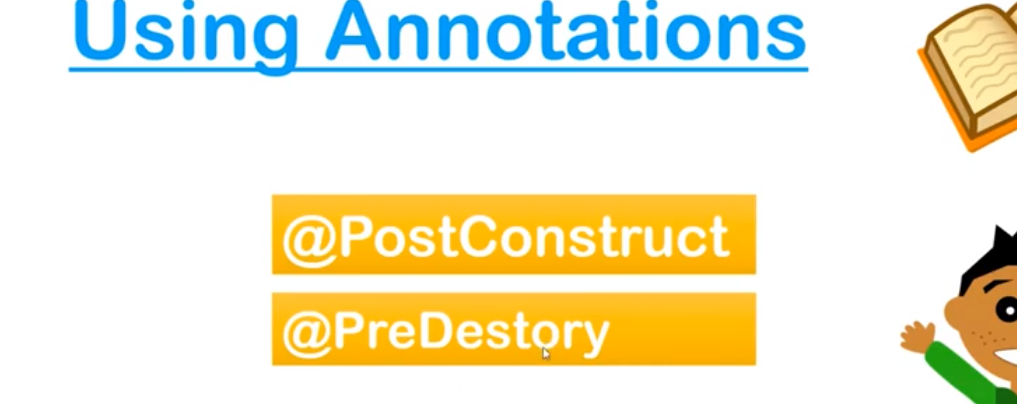 Using Annotations
@PostConstruct
@PreDestory